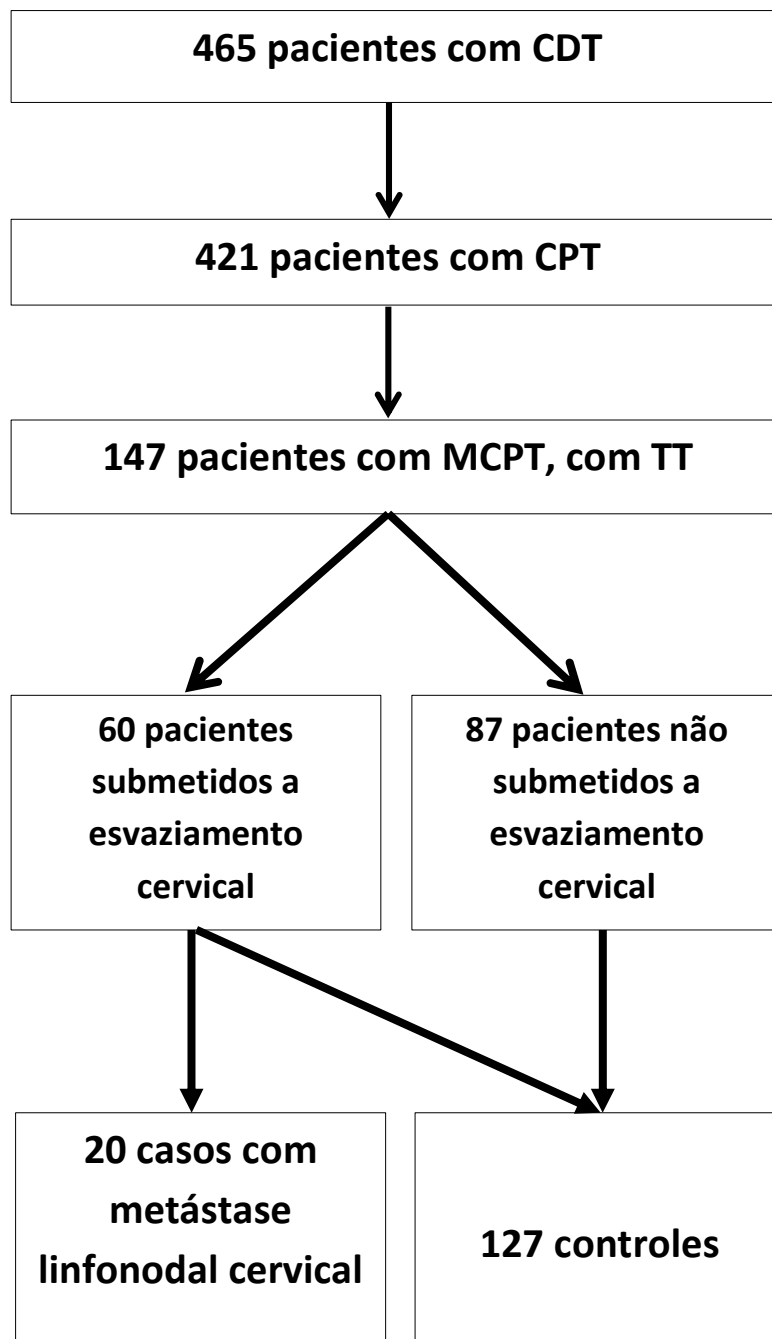 465 pacientes com CDT
421 pacientes com CPT
147 pacientes com MCPT, com TT
60 pacientes
submetidos a
esvaziamento
cervical
87 pacientes não
submetidos a
esvaziamento
cervical
20 casos com
metástase
linfonodal cervical
127 controles